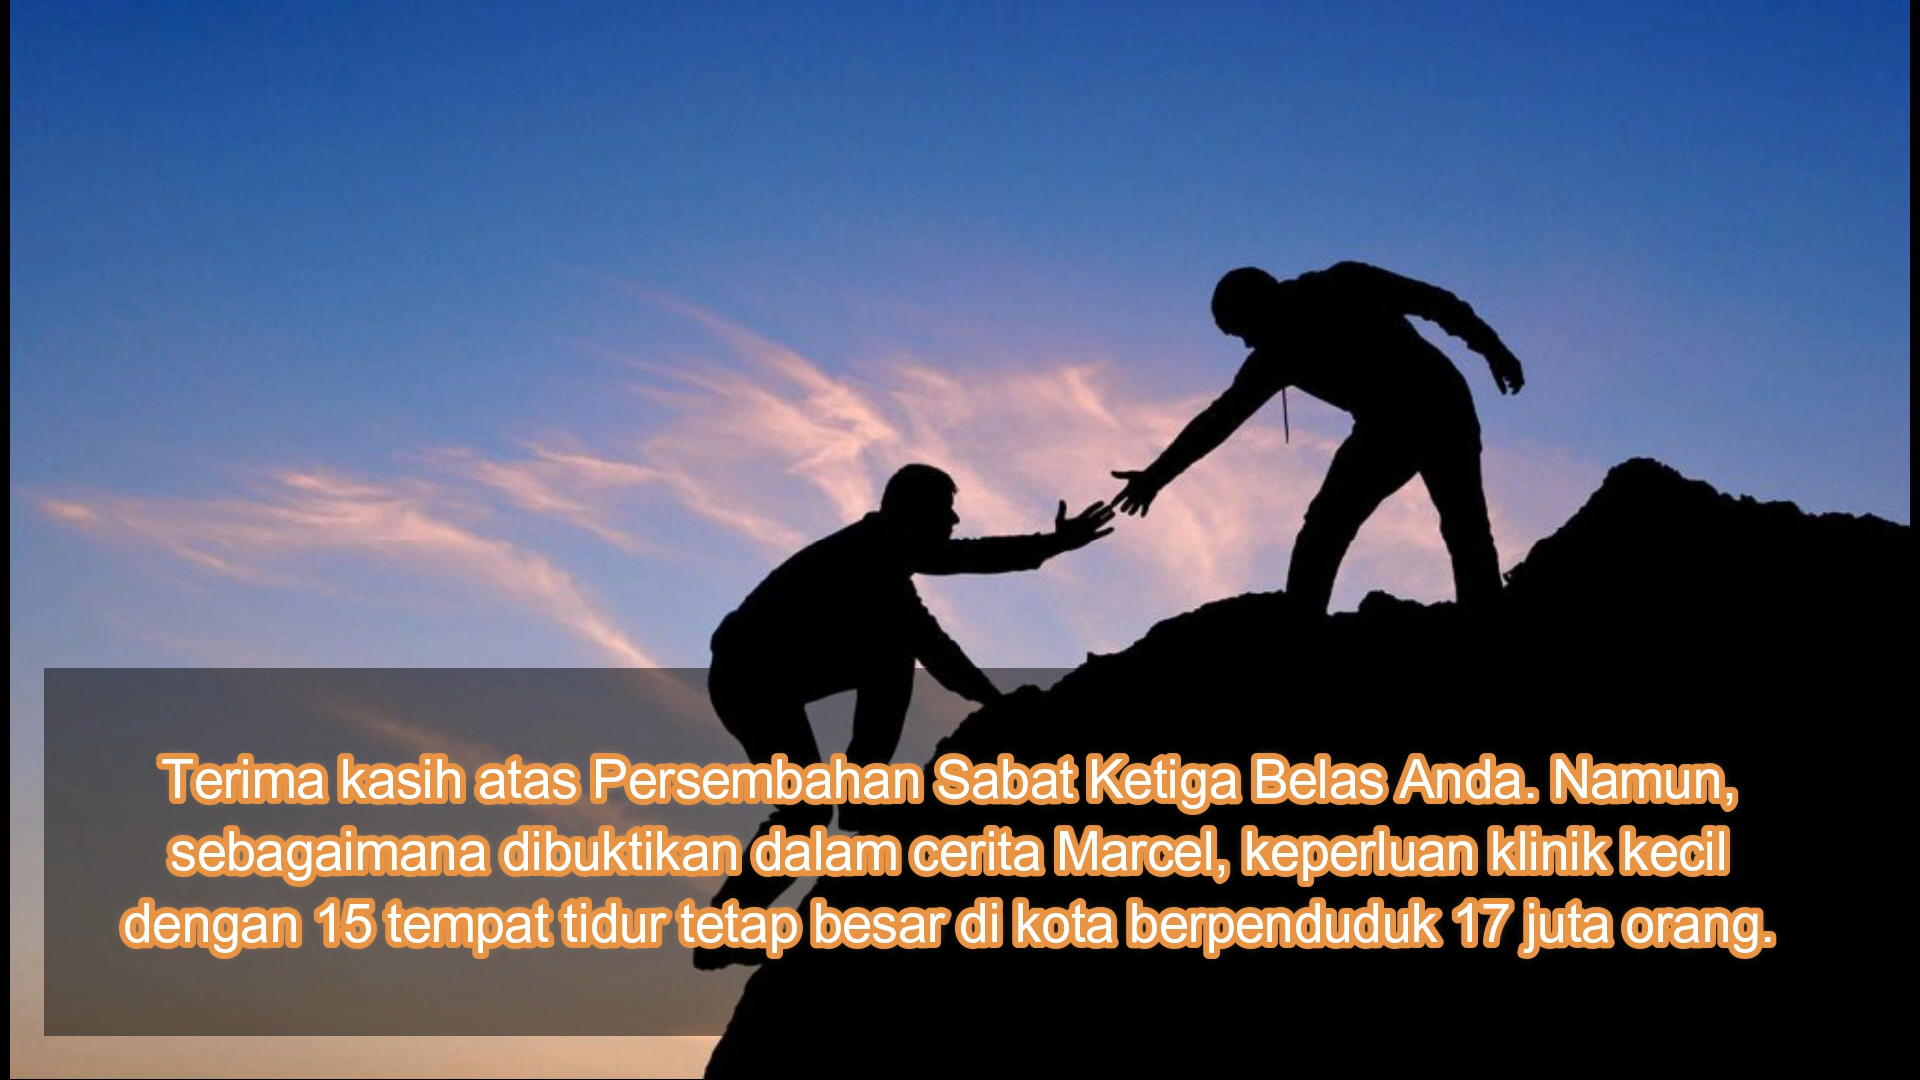 Terima kasih atas Persembahan Sabat Ketiga Belas Anda. Namun,
sebagaimana dibuktikan dalam cerita Marcel, keperluan klinik kecil
dengan 15 tempat tidur tetap besar di kota berpenduduk 17 juta orang.